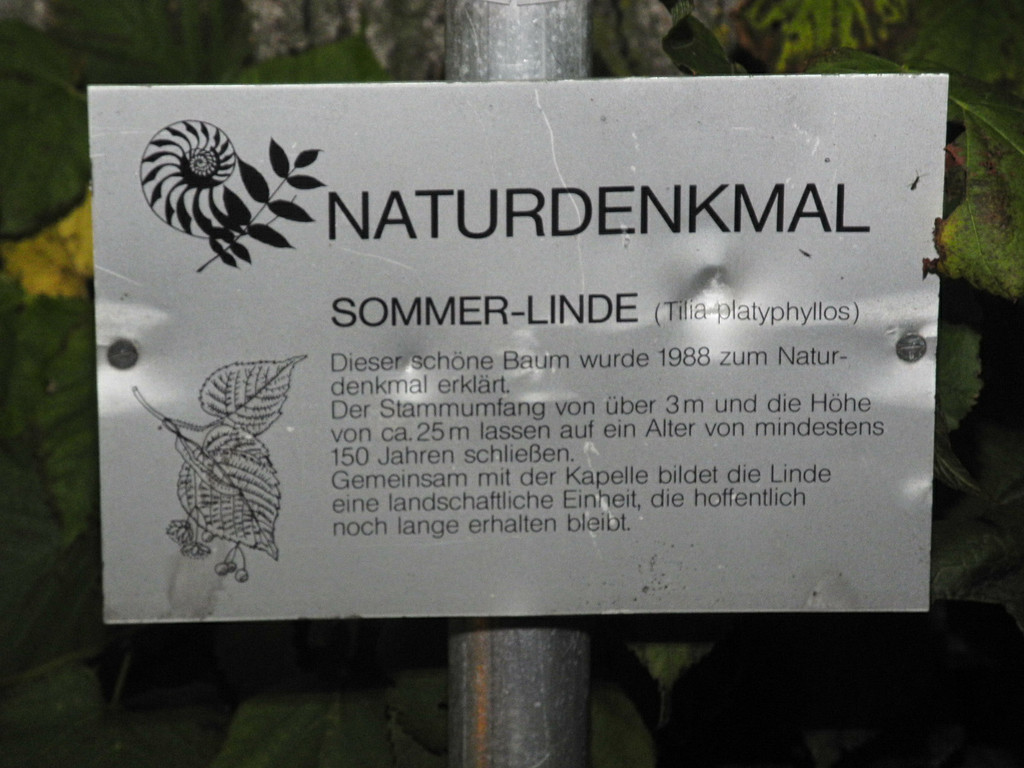 NATURDENKMAL
SOMMER-LINDE (Tilia platyphyllos)
Dieser schöne Baum wurde 1988 zum Natur-
denkmal erklärt.
Der Stammumfang von über 3m und die Höhe
von ca. 25m lassen auf ein Alter von mindestens
150 Jahren schließen.
Gemeinsam mit der Kapelle bildet die Linde
eine landschaftliche Einheit, die hoffentlich
noch lange erhalten bleibt.